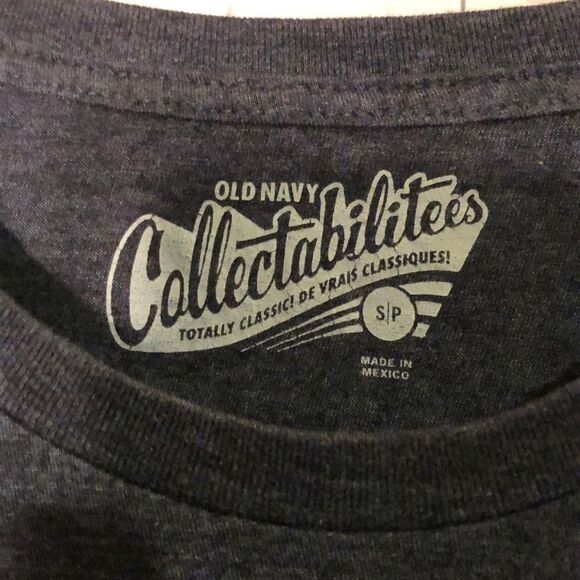 OLD NAVY
Collectabilitees
TOTALLY CLASSIC! DE VRAIS CLASSIQUES!
S|P
MADE IN
MEXICO